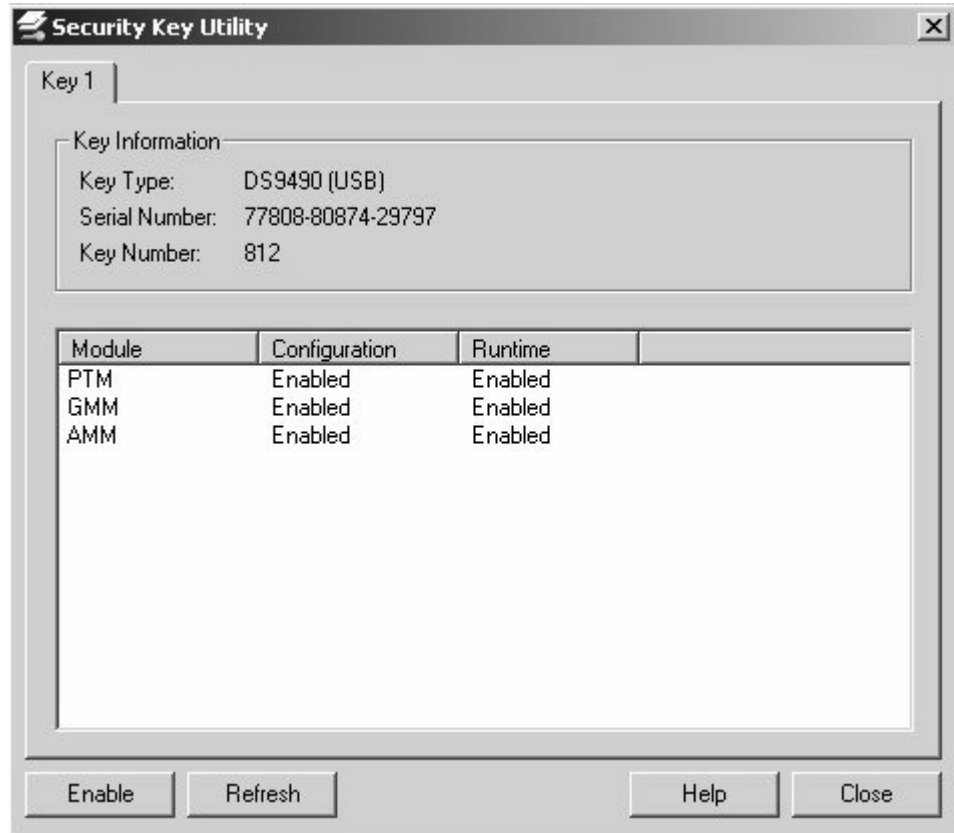 Security Key Utility
Key 1
Key Information
Key Type: DS9490 (USB)
Serial Number: 77808-80874-29797
Key Number: 812
Module Configuration Runtime
PTM Enabled Enabled
GMM Enabled Enabled
AMM Enabled Enabled
Enable Refresh Help Close